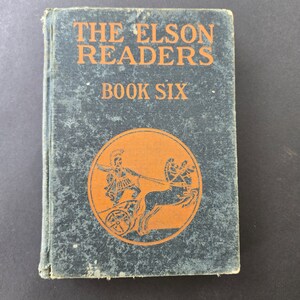 THE ELSON
READERS
BOOK SIX